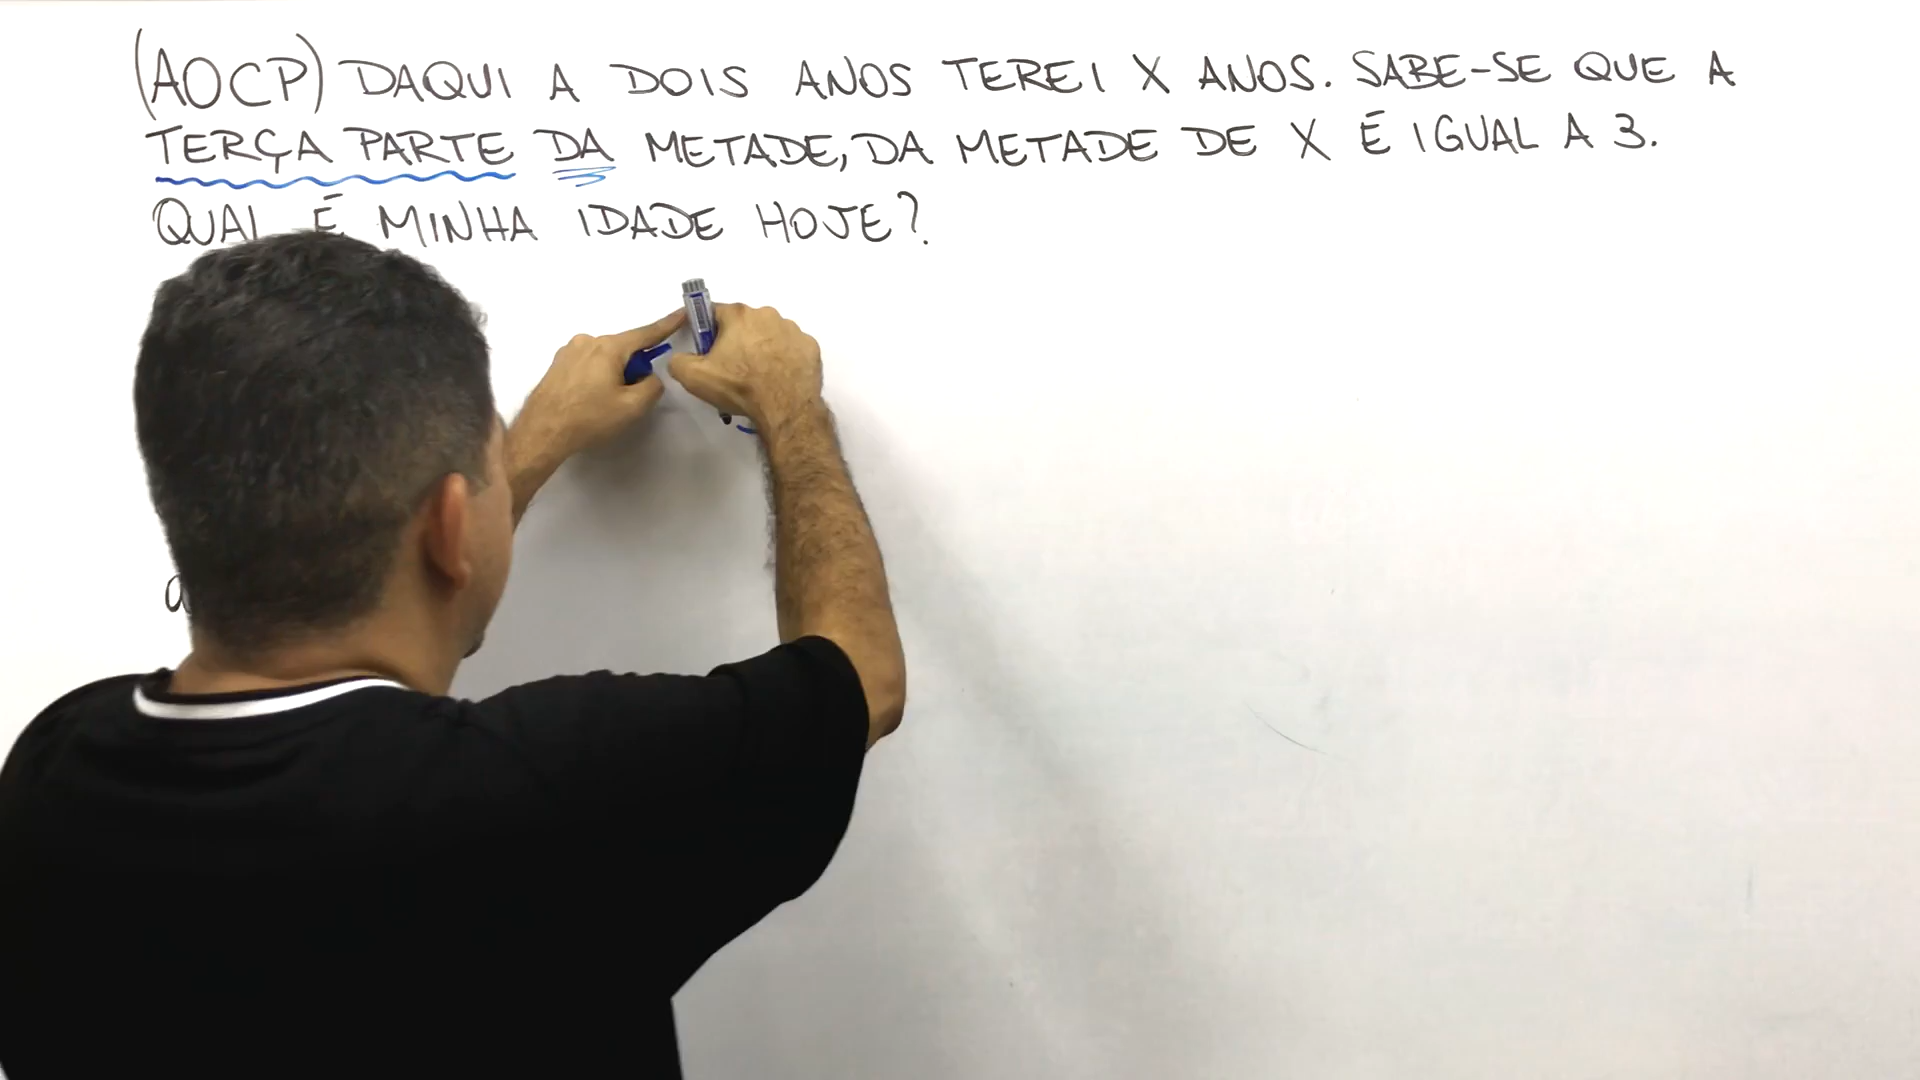 (AOCP) DAQUI A DOIS ANOS TEREI X ANOS. SABE-SE QUE A
TERÇA PARTE DA METADE, DA METADE DE X É IGUAL A 3.
QUAL É MINHA IDADE HOJE?